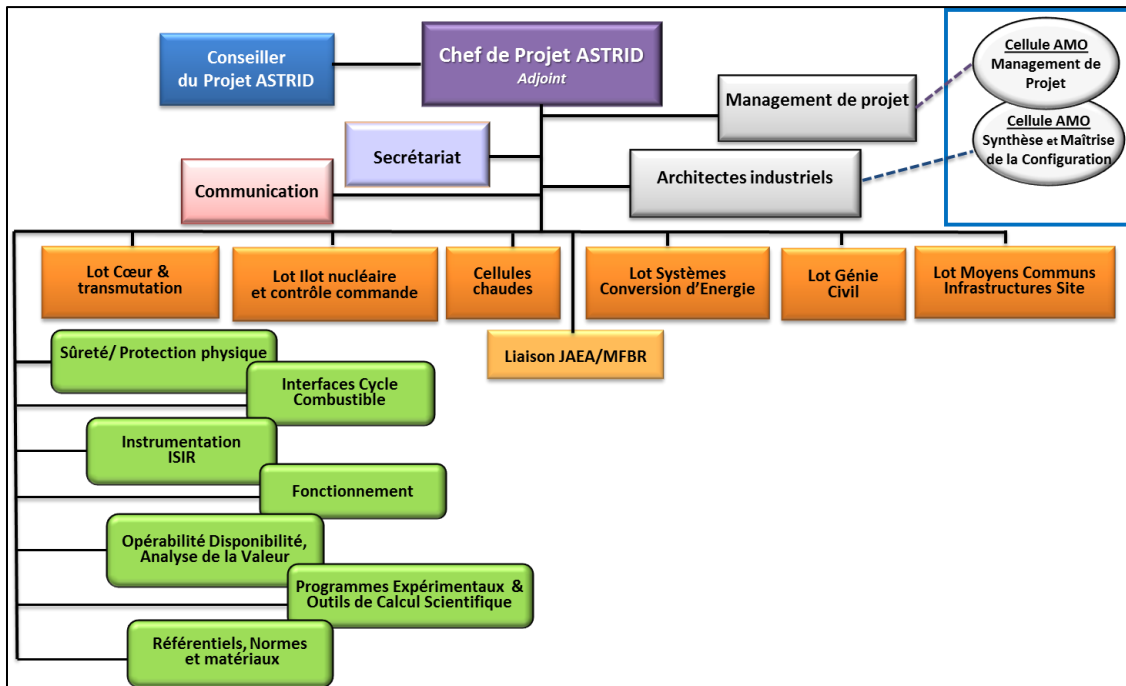 Conseiller
du Projet ASTRID
Chef de Projet ASTRID
Adjoint
Cellule AMO
Management de
Projet
Management de projet
Cellule AMO
Synthèse et Maîtrise
de la Configuration
Secrétariat
Communication
Architectes industriels
Lot Cœur &
transmutation
Lot Ilot nucléaire
et contrôle commande
Cellules
chaudes
Lot Systèmes
Conversion d’Energie
Lot Génie
Civil
Lot Moyens Communs
Infrastructures Site
Liaison JAEA/MFBR
Sûreté/ Protection physique
Interfaces Cycle
Combustible
Instrumentation
ISIR
Fonctionnement
Opérabilité Disponibilité,
Analyse de la Valeur
Programmes Expérimentaux &
Outils de Calcul Scientifique
Référentiels, Normes
et matériaux